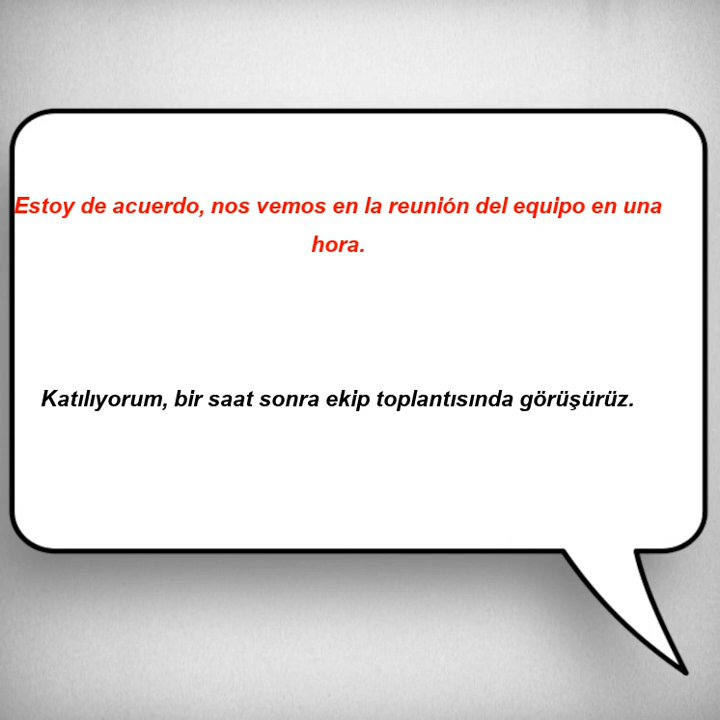 Estoy de acuerdo, nos vemos en la reunión del equipo en una
hora.
Katılıyorum, bir saat sonra ekip toplantısında görüşürüz.